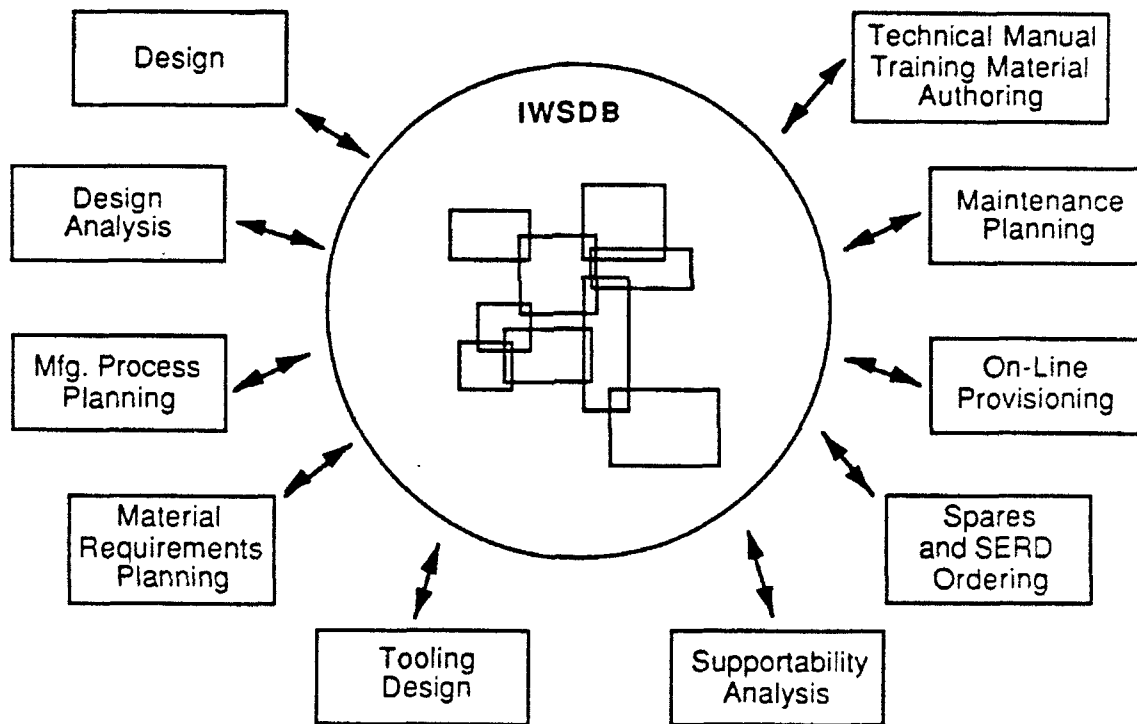 Design
Technical Manual
Training Material
Authoring
IWSDB
Design
Analysis
Maintenance
Planning
Mfg. Process
Planning
On-Line
Provisioning
Material
Requirements
Planning
Spares
and SERD
Ordering
Tooling
Design
Supportability
Analysis